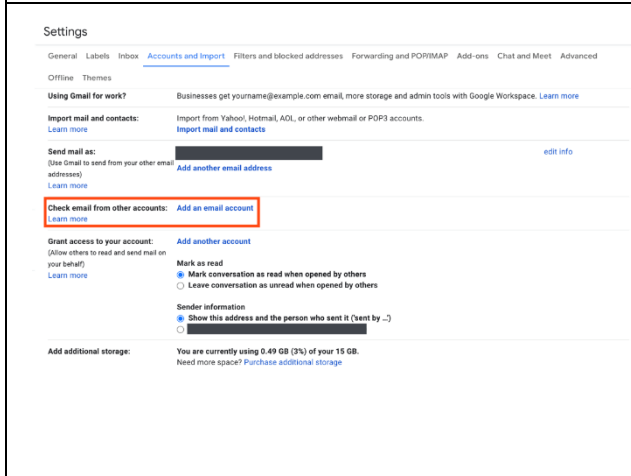 Settings
General Labels Inbox Accounts and Import Filters and blocked addresses Forwarding and POP/IMAP Add-ons Chat and Meet Advanced
Offline Themes
Using Gmail for work? Businesses get yourname@example.com email, more storage and admin tools with Google Workspace. Learn more
Import mail and contacts: Import from Yahoo!, Hotmail, AOL, or other webmail or POP3 accounts.
Learn more Import mail and contacts
Send mail as: edit info
(Use Gmail to send from your other email
addresses) Add another email address
Learn more
Check email from other accounts: Add an email account
Learn more
Grant access to your account: Add another account
(Allow others to read and send mail on
your behalf) Mark as read
Learn more Mark conversation as read when opened by others
Leave conversation as unread when opened by others
Sender information
Show this address and the person who sent it ('sent by ...')
Add additional storage: You are currently using 0.49 GB (3%) of your 15 GB.
Need more space? Purchase additional storage